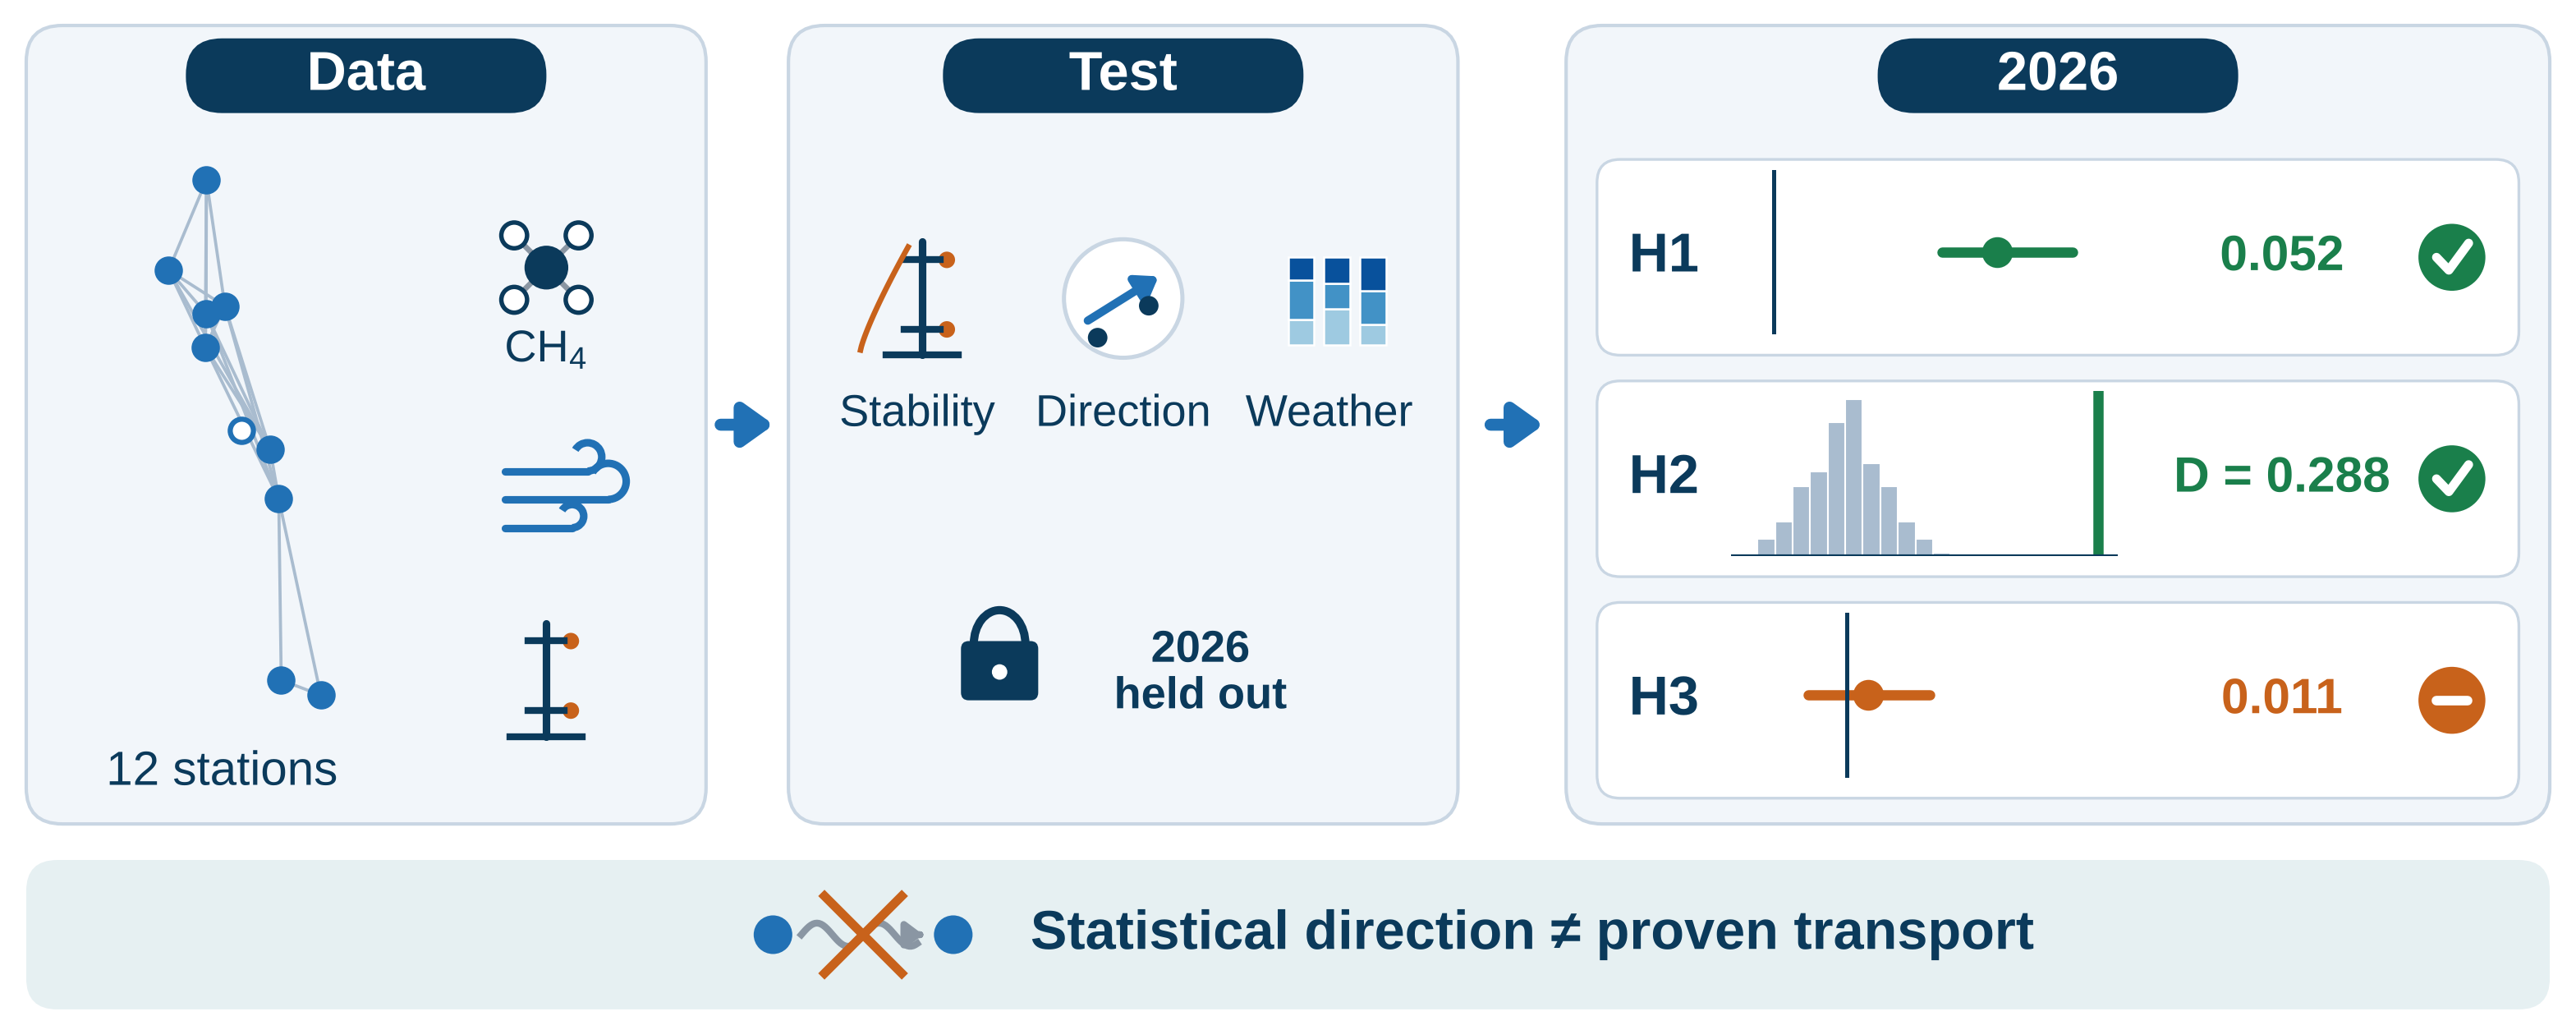 Data
CH₄
12 stations
Test
Stability Direction Weather
2026
held out
2026
H1 0.052
H2 D = 0.288
H3 0.011
Statistical direction ≠ proven transport